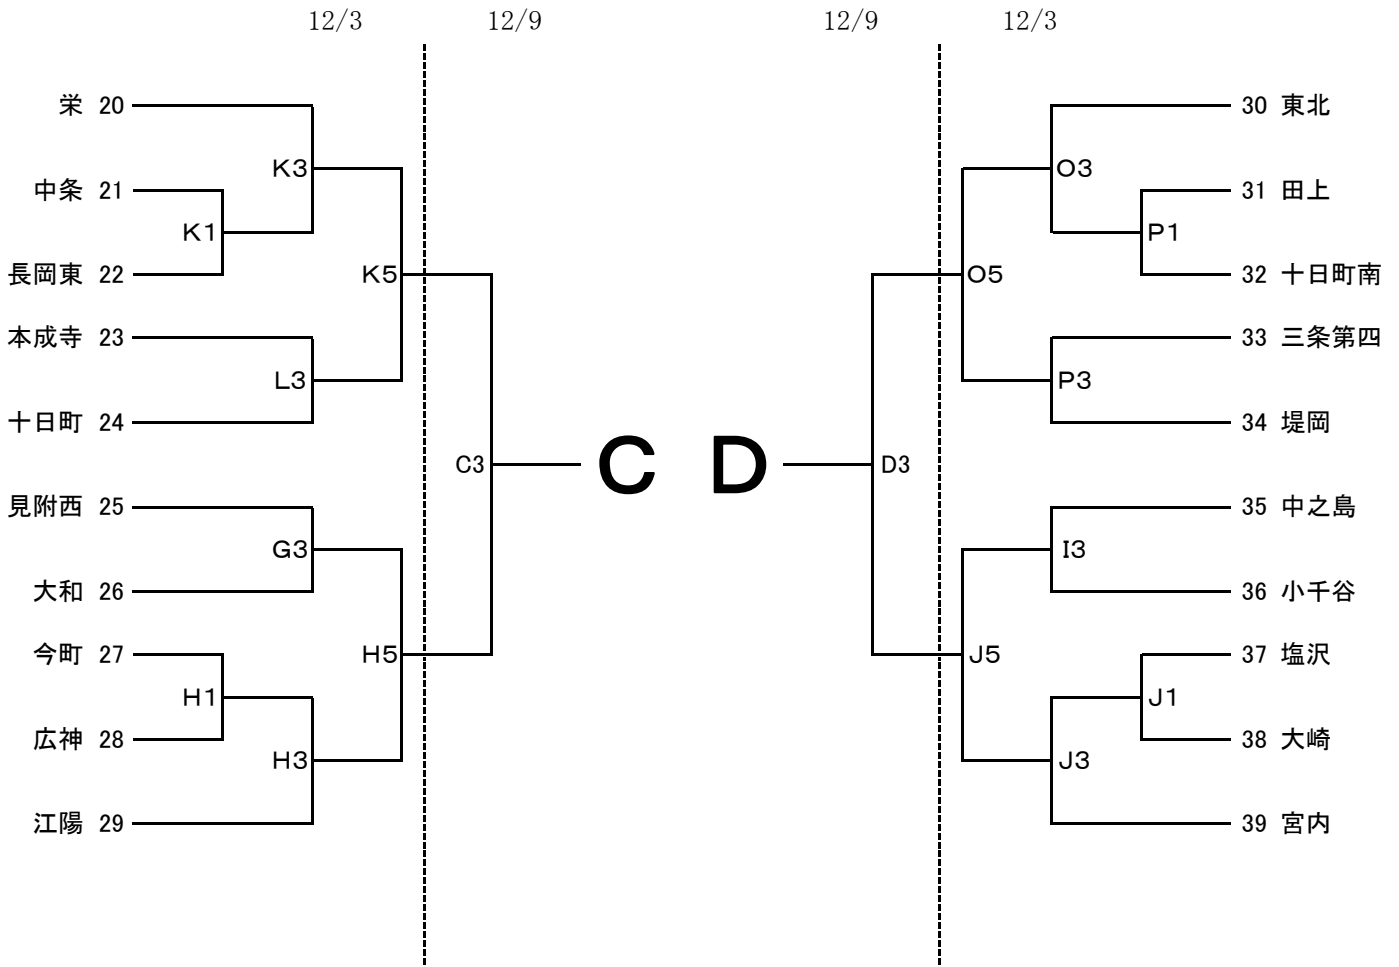 12/3 12/9 12/9 12/3
栄 20
K3
中条 21
K1
長岡東 22
K5
本成寺 23
L3
十日町 24
C3
見附西 25
G3
大和 26
今町 27
H5
H1
広神 28
H3
江陽 29
C D
30 東北
O3
31 田上
P1
32 十日町南
O5
33 三条第四
P3
34 堤岡
D3
35 中之島
I3
36 小千谷
37 塩沢
J5
J1
38 大崎
J3
39 宮内